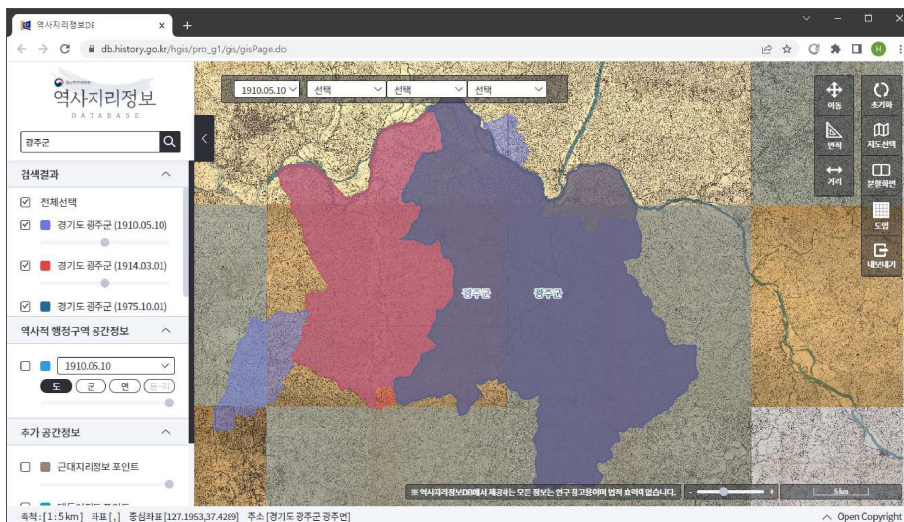 역사지리정보DB
db.history.go.kr/hgis/pro_g1/gis/gisPage.do
H
역사지리정보
DATABASE
광주군
검색결과
전체선택
경기도 광주군 (1910.05.10)
경기도 광주군 (1914.03.01)
경기도 광주군 (1975.10.01)
역사적 행정구역 공간정보
1910.05.10
도 군 면 동·리
추가 공간정보
근대지리정보 포인트
1910.05.10 선택 선택 선택
이동 초기화
면적 지도선택
거리 분할화면
도엽
내보내기
광주군 광주군
※ 역사지리정보DB에서 제공하는 모든 정보는 연구 참고용이며 법적 효력이 없습니다.
- +
5 km
축척 : [ 1 : 5 km ] 좌표 [ , ] 중심좌표 [127.1953,37.4289] 주소 [경기도 광주군 광주면]
Open Copyright